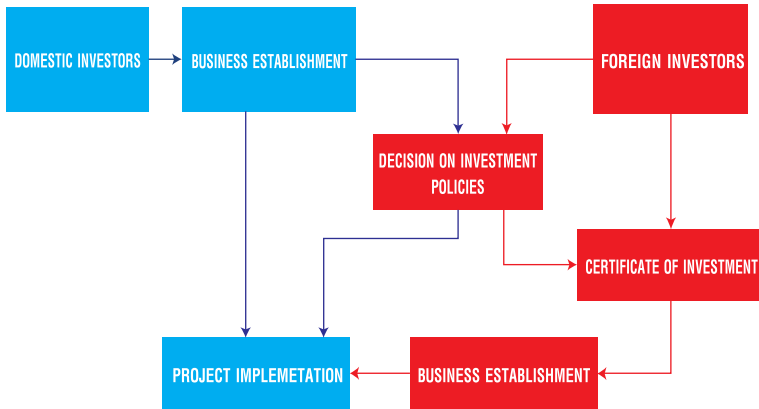 DOMESTIC INVESTORS
BUSINESS ESTABLISHMENT
FOREIGN INVESTORS
DECISION ON INVESTMENT
POLICIES
CERTIFICATE OF INVESTMENT
PROJECT IMPLEMETATION
BUSINESS ESTABLISHMENT